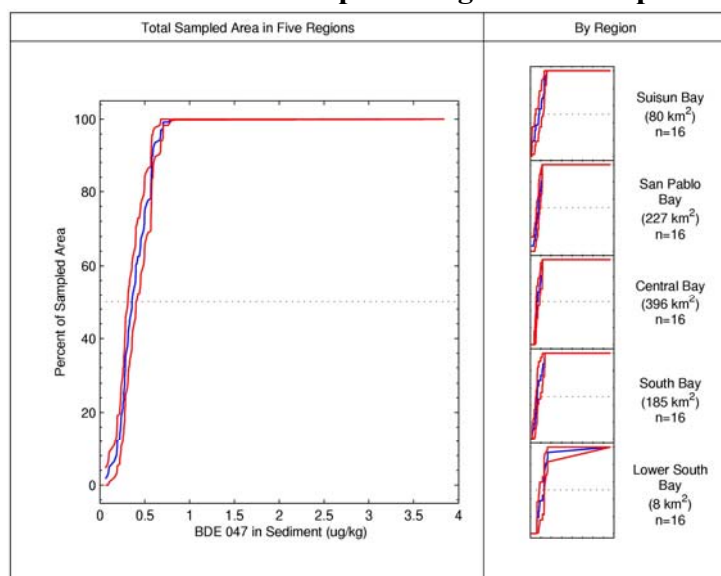 Total Sampled Area in Five Regions
By Region
100
80
60
40
20
0
Percent of Sampled Area
0 0.5 1 1.5 2 2.5 3 3.5 4
BDE 047 in Sediment (ug/kg)
Suisun Bay
(80 km²)
n=16
San Pablo
Bay
(227 km²)
n=16
Central Bay
(396 km²)
n=16
South Bay
(185 km²)
n=16
Lower South
Bay
(8 km²)
n=16